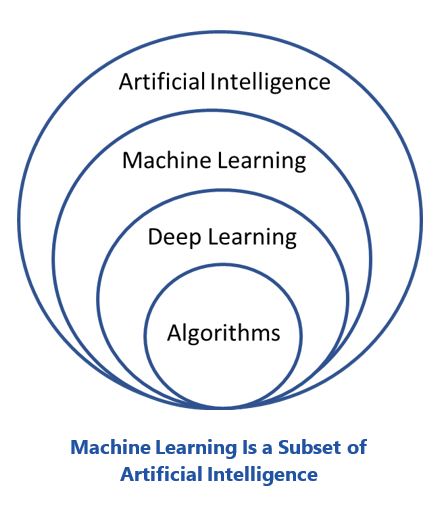 Artificial Intelligence
Machine Learning
Deep Learning
Algorithms
Machine Learning Is a Subset of
Artificial Intelligence